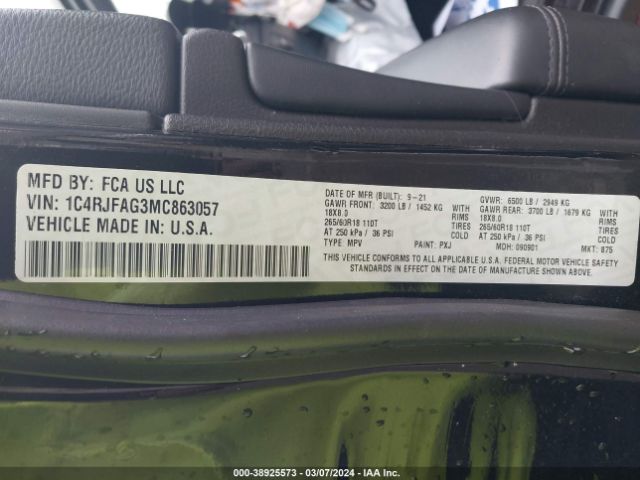 MFD BY: FCA US LLC
VIN: 1C4RJFAG3MC863057
VEHICLE MADE IN: U.S.A.
DATE OF MFR (BUILT): 9-21 GVWR: 6500 LB / 2949 KG
GAWR FRONT: 3200 LB / 1452 KG WITH GAWR REAR: 3700 LB / 1679 KG WITH
18X8.0 RIMS 18X8.0 RIMS
265/60R18 110T TIRES 265/60R18 110T TIRES
AT 250 kPa / 36 PSI COLD AT 250 kPa / 36 PSI COLD
TYPE: MPV PAINT: PXJ MDH: 090901 MKT: 875
THIS VEHICLE CONFORMS TO ALL APPLICABLE U.S.A. FEDERAL MOTOR VEHICLE SAFETY
STANDARDS IN EFFECT ON THE DATE OF MANUFACTURE SHOWN ABOVE.
000-38925573 — 03/07/2024 — IAA Inc.